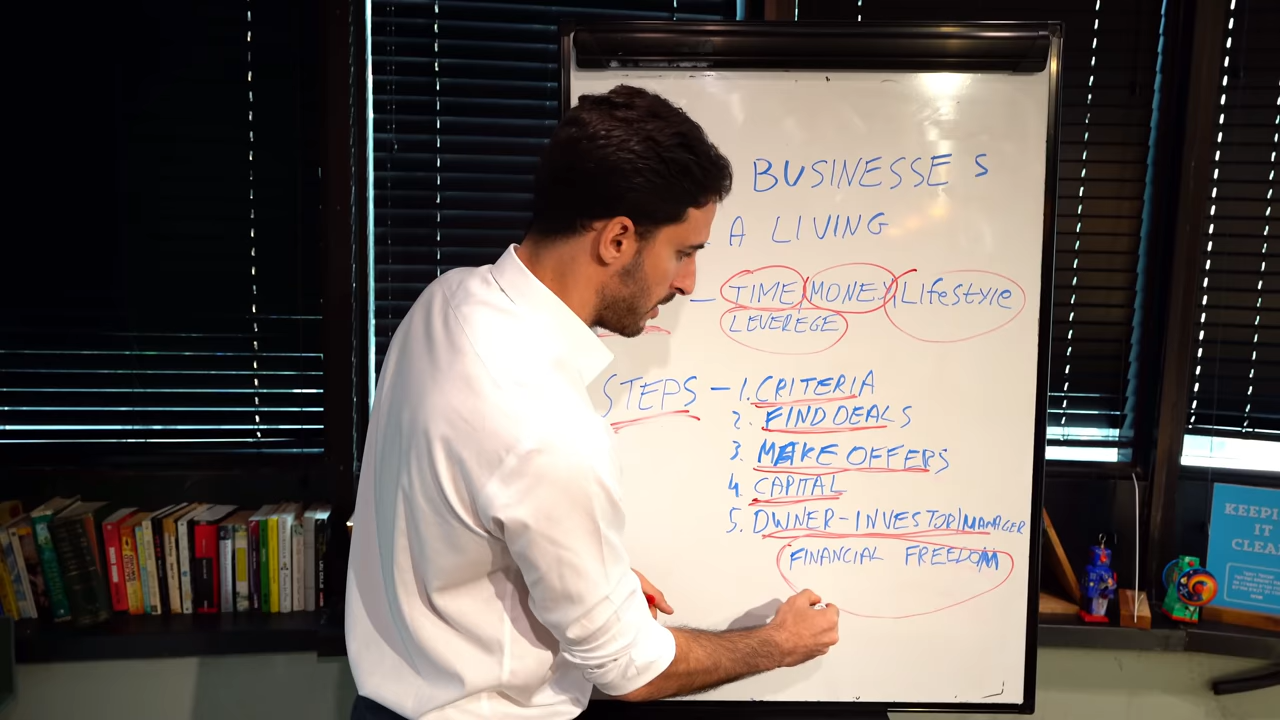 BUSINESSES
A LIVING
– TIME | MONEY | Lifestyle
LEVEREGE
STEPS – 1. CRITERIA
2. FIND DEALS
3. MAKE OFFERS
4. CAPITAL
5. OWNER-INVESTOR|MANAGER
FINANCIAL FREEDOM
KEEPI
IT
CLEA